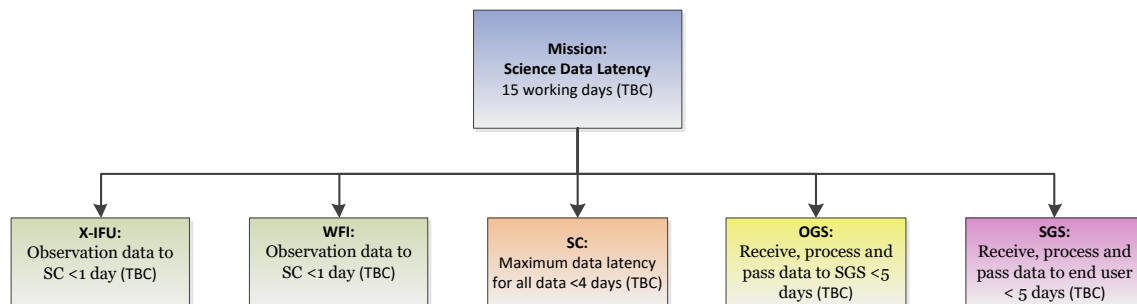 Mission:
Science Data Latency
15 working days (TBC)
X-IFU:
Observation data to
SC <1 day (TBC)
WFI:
Observation data to
SC <1 day (TBC)
SC:
Maximum data latency
for all data <4 days (TBC)
OGS:
Receive, process and
pass data to SGS <5
days (TBC)
SGS:
Receive, process and
pass data to end user
< 5 days (TBC)